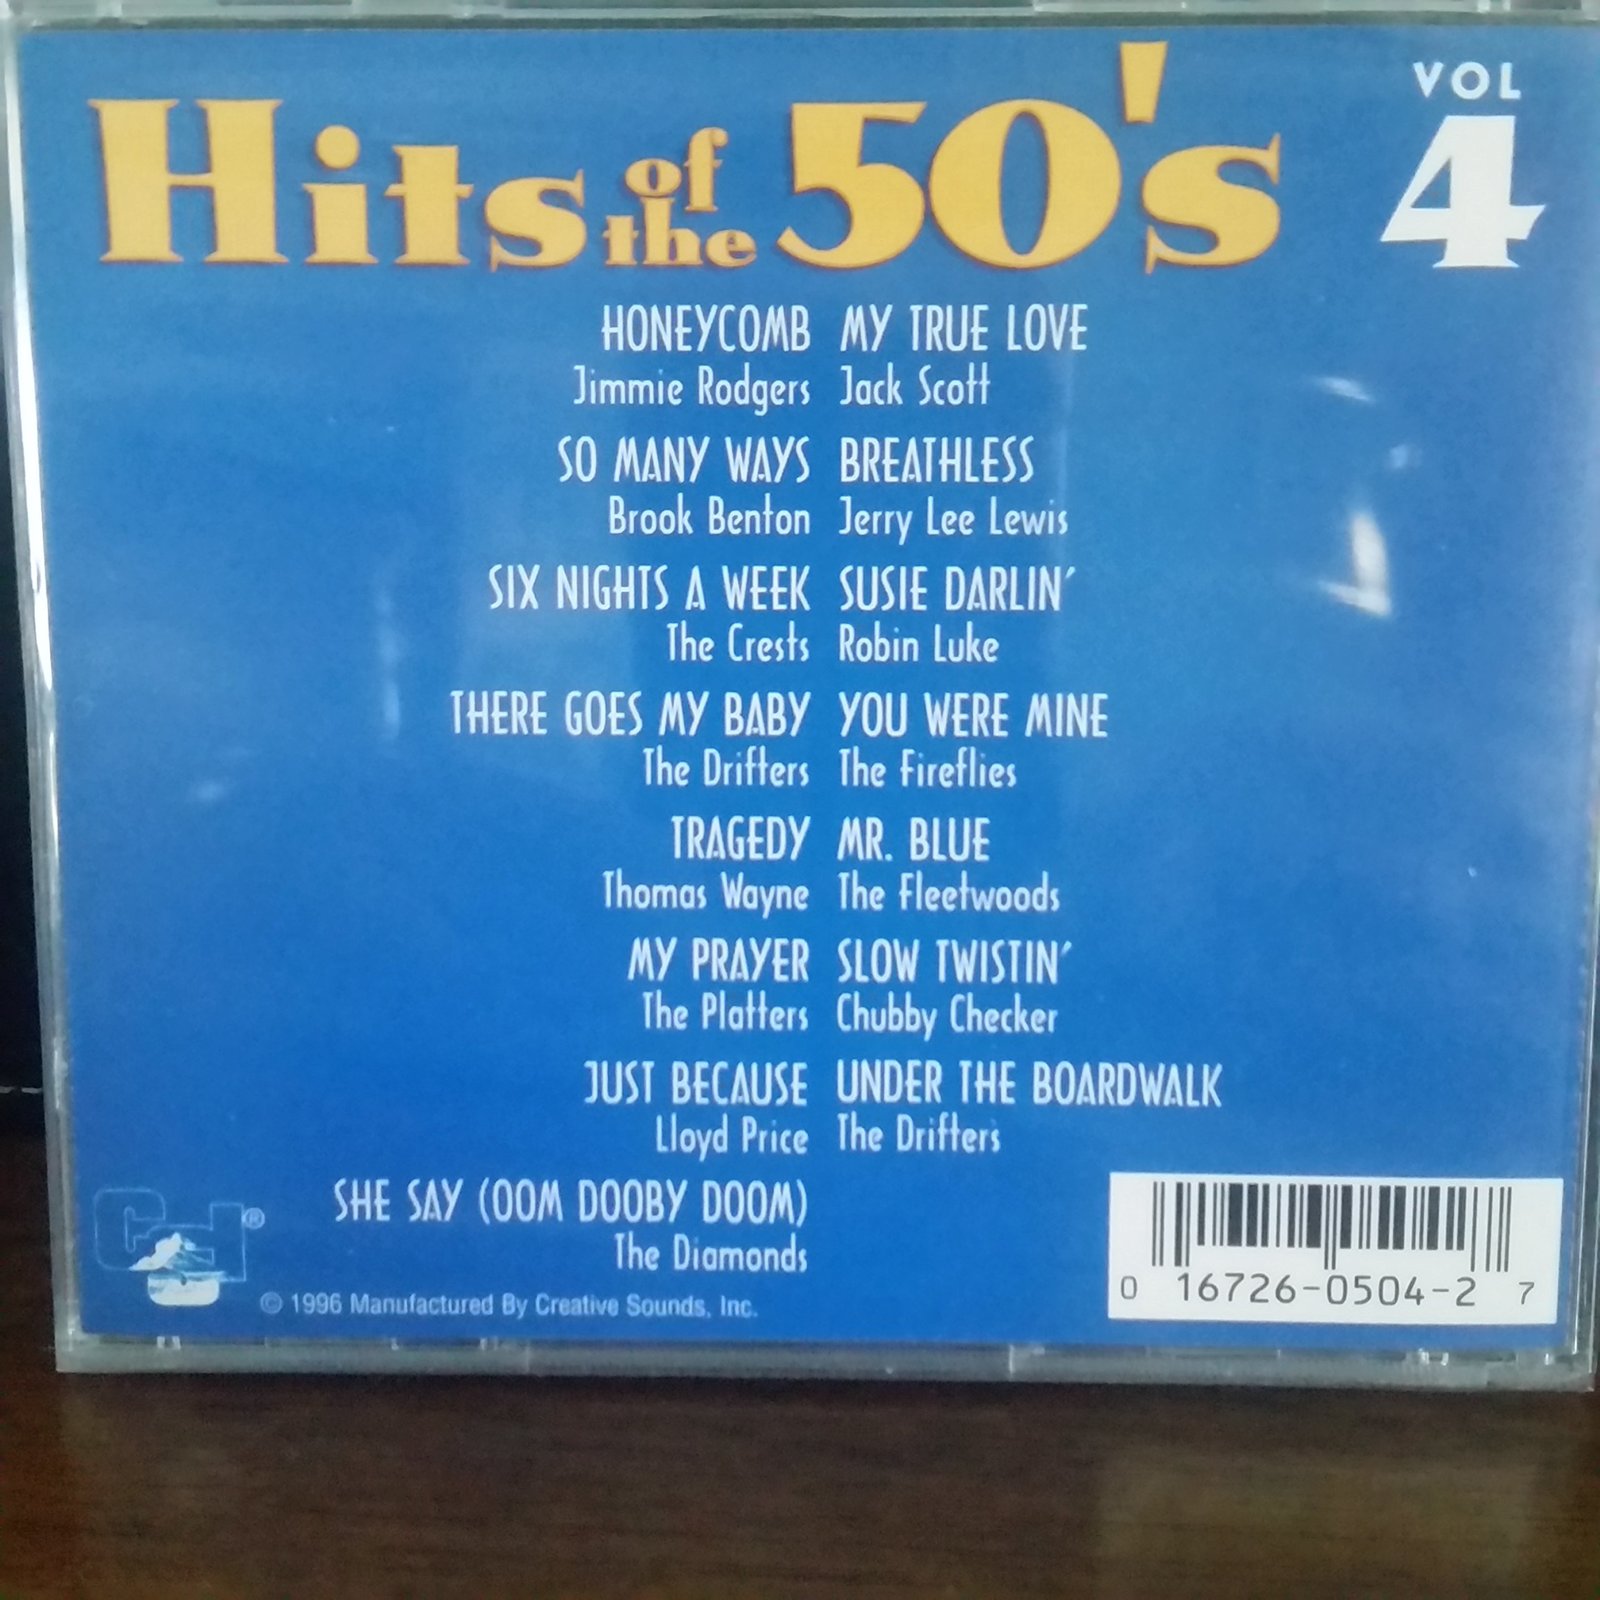 Hits of the 50's
VOL 4
HONEYCOMB
Jimmie Rodgers
SO MANY WAYS
Brook Benton
SIX NIGHTS A WEEK
The Crests
THERE GOES MY BABY
The Drifters
TRAGEDY
Thomas Wayne
MY PRAYER
The Platters
JUST BECAUSE
Lloyd Price
SHE SAY (OOM DOOBY DOOM)
The Diamonds
MY TRUE LOVE
Jack Scott
BREATHLESS
Jerry Lee Lewis
SUSIE DARLIN'
Robin Luke
YOU WERE MINE
The Fireflies
MR. BLUE
The Fleetwoods
SLOW TWISTIN'
Chubby Checker
UNDER THE BOARDWALK
The Drifters
®
© 1996 Manufactured By Creative Sounds, Inc.
0 16726-0504-2 7